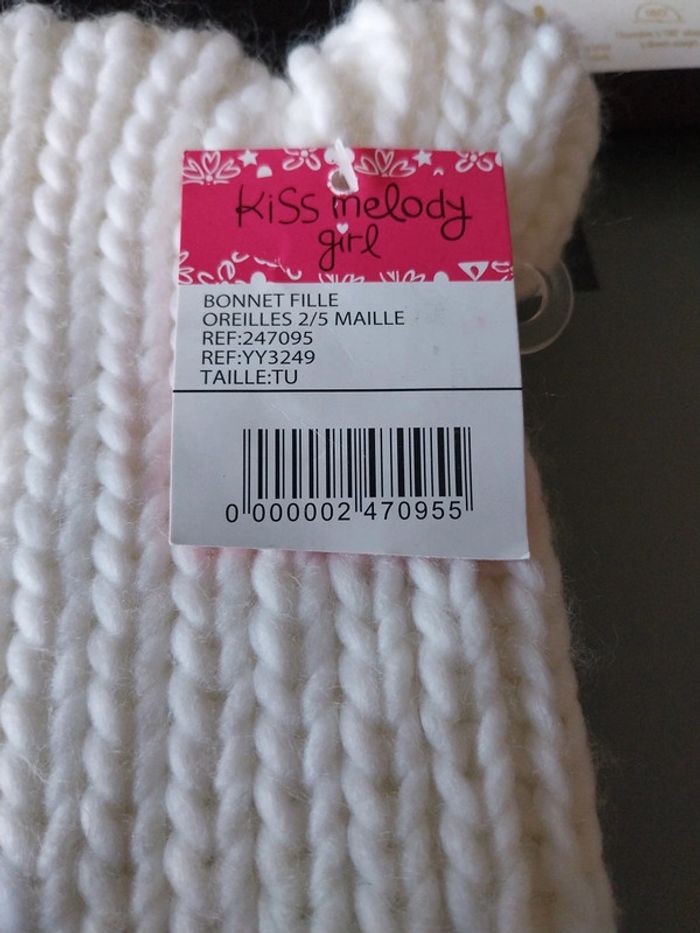 kiss melody
girl
BONNET FILLE
OREILLES 2/5 MAILLE
REF:247095
REF:YY3249
TAILLE:TU
0 000002 470955